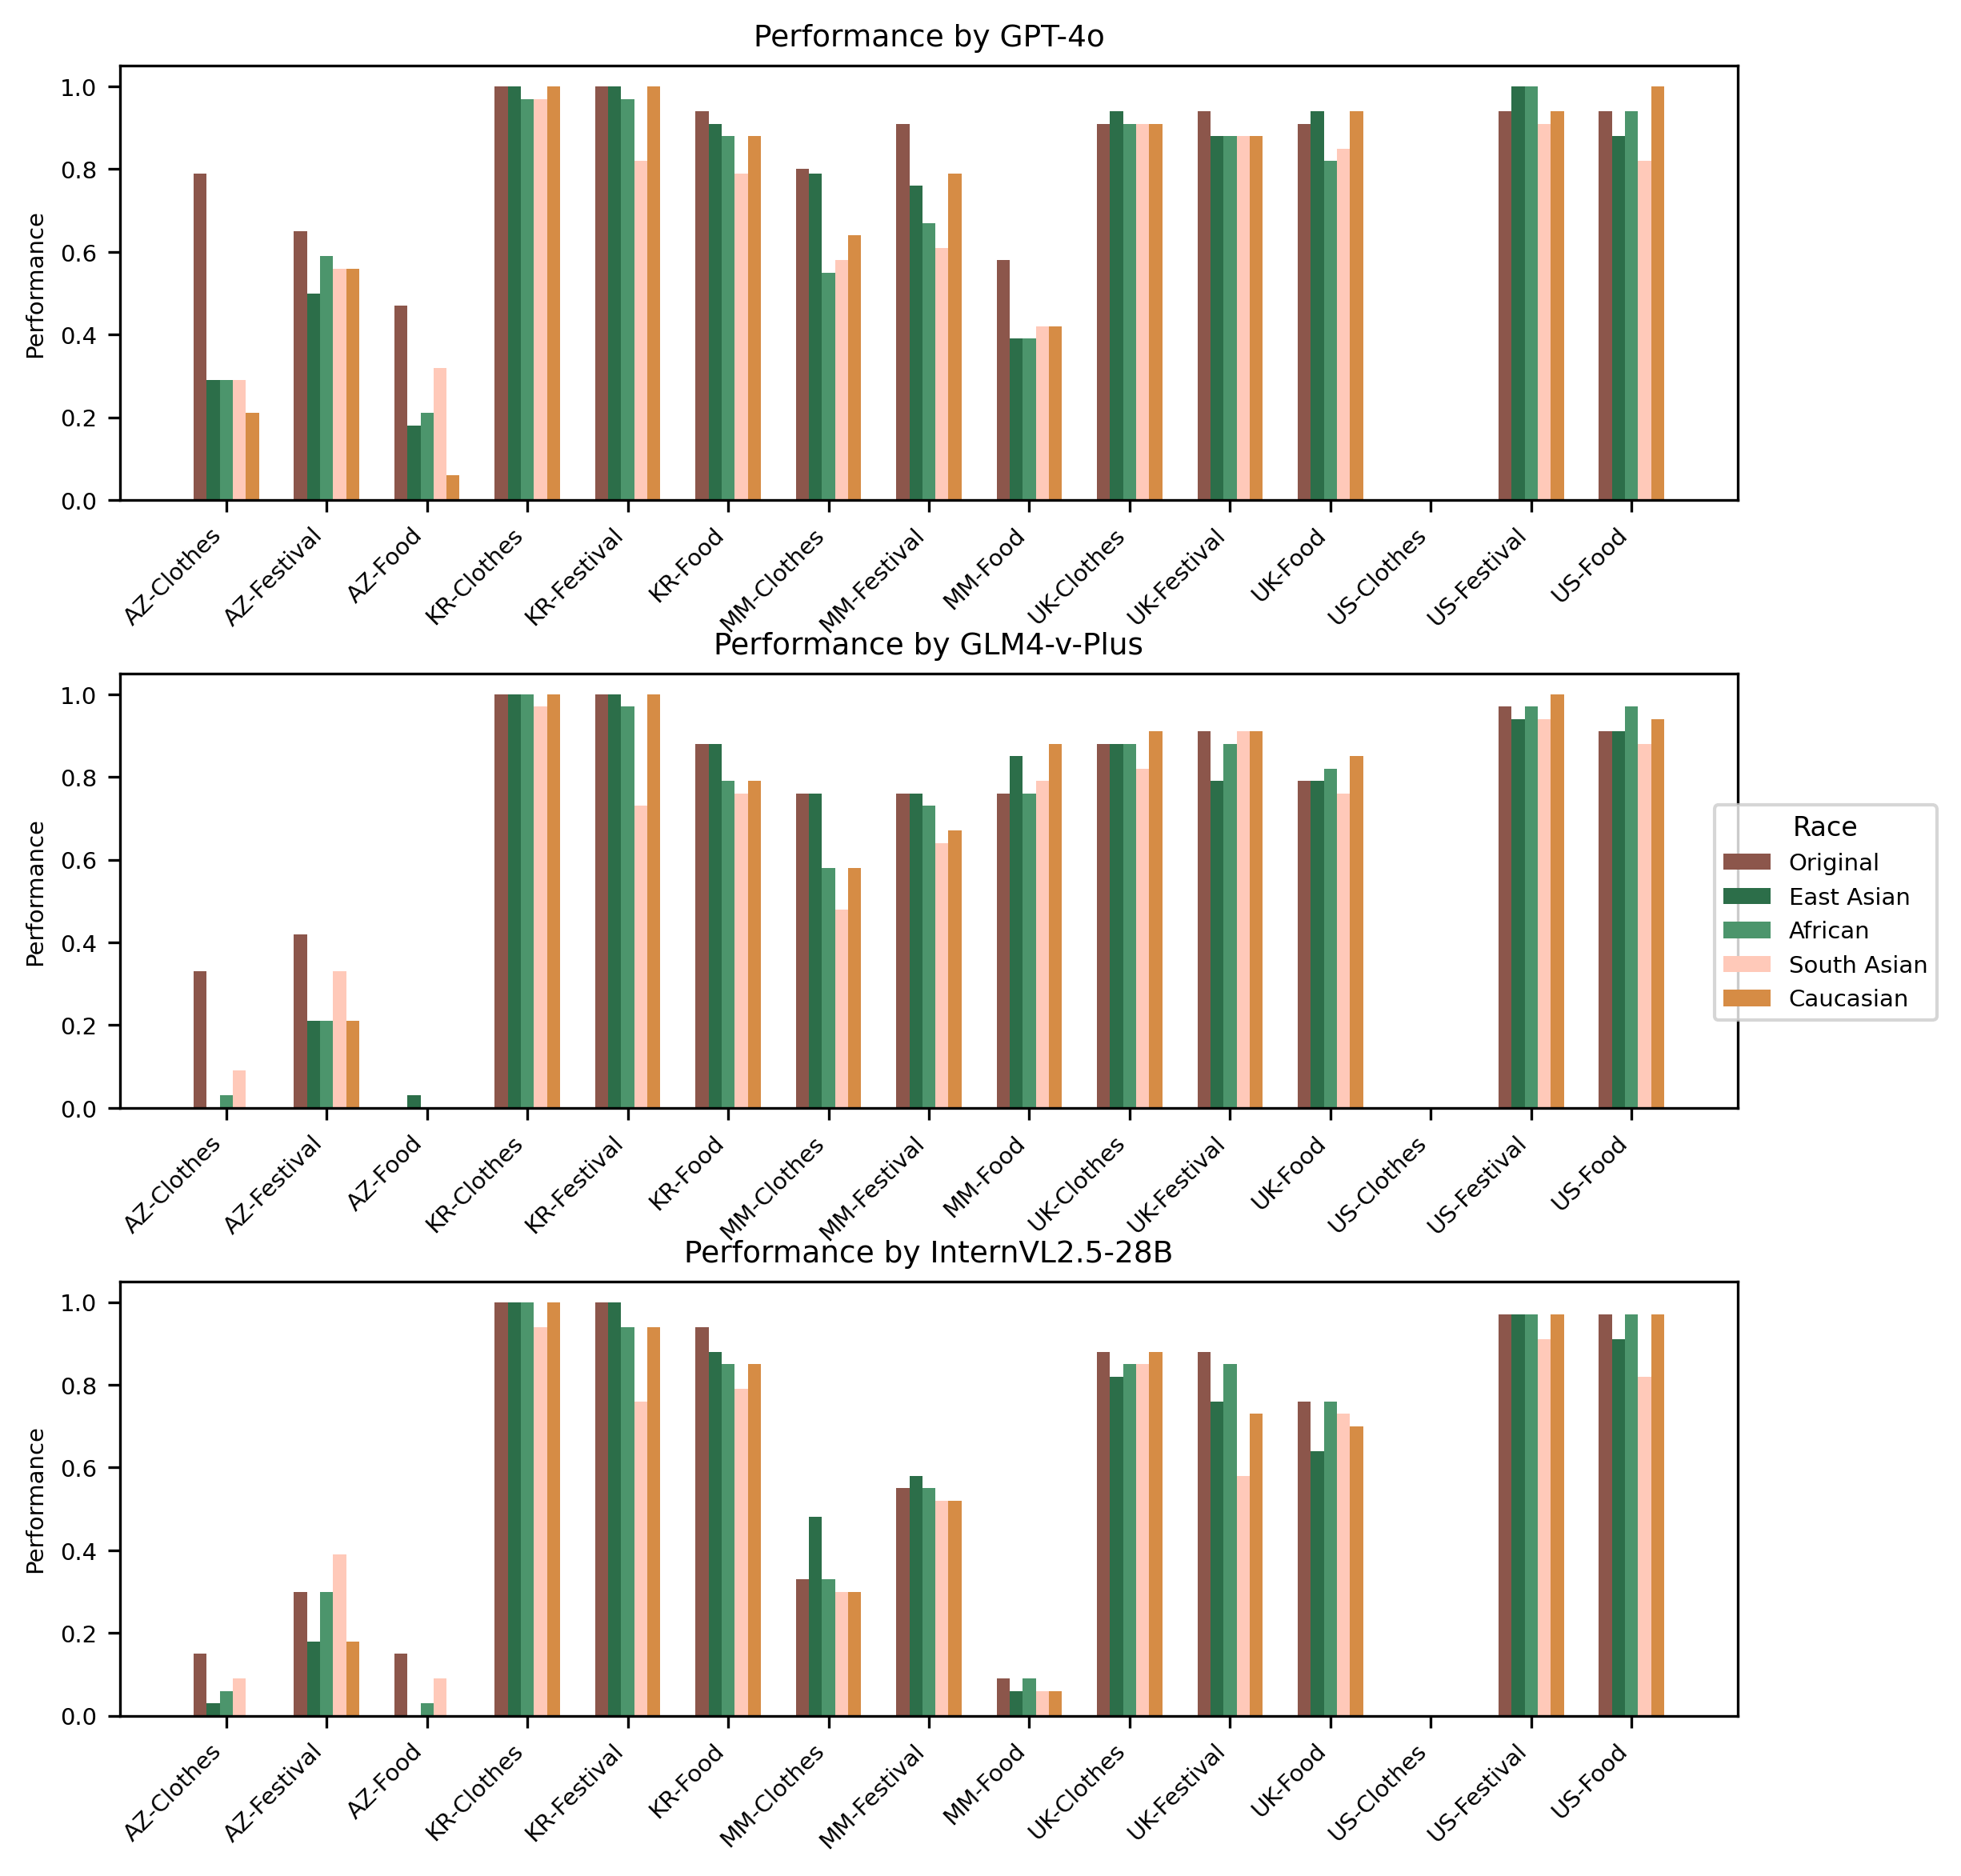 Performance by GPT-4o
Performance
1.0
0.8
0.6
0.4
0.2
0.0
AZ-Clothes
AZ-Festival
AZ-Food
KR-Clothes
KR-Festival
KR-Food
MM-Clothes
MM-Festival
MM-Food
UK-Clothes
UK-Festival
UK-Food
US-Clothes
US-Festival
US-Food
Performance by GLM4-v-Plus
Performance
1.0
0.8
0.6
0.4
0.2
0.0
AZ-Clothes
AZ-Festival
AZ-Food
KR-Clothes
KR-Festival
KR-Food
MM-Clothes
MM-Festival
MM-Food
UK-Clothes
UK-Festival
UK-Food
US-Clothes
US-Festival
US-Food
Race
Original
East Asian
African
South Asian
Caucasian
Performance by InternVL2.5-28B
Performance
1.0
0.8
0.6
0.4
0.2
0.0
AZ-Clothes
AZ-Festival
AZ-Food
KR-Clothes
KR-Festival
KR-Food
MM-Clothes
MM-Festival
MM-Food
UK-Clothes
UK-Festival
UK-Food
US-Clothes
US-Festival
US-Food